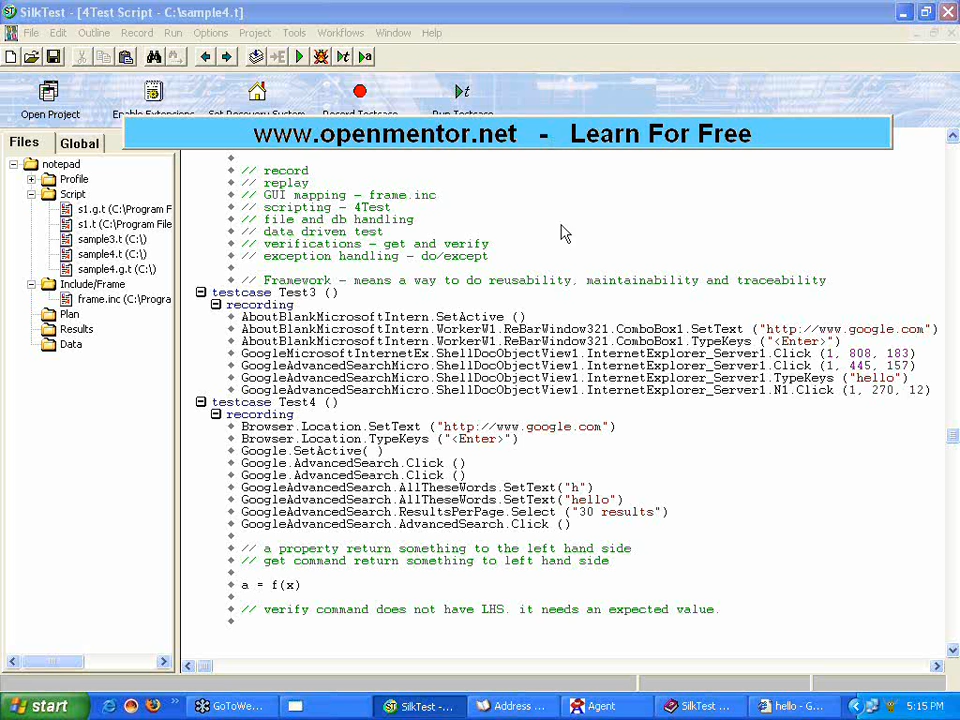 SilkTest - [4Test Script - C:\sample4.t]
File Edit Outline Record Run Options Project Tools Workflows Window Help
Open Project Enable Extensions Set Recovery System Record Testcase Run Testcase
www.openmentor.net - Learn For Free
Files Global
notepad
Profile
Script
s1.g.t (C:\Program F
s1.t (C:\Program File
sample3.t (C:\)
sample4.t (C:\)
sample4.g.t (C:\)
Include/Frame
frame.inc (C:\Progra
Plan
Results
Data
// record
// replay
// GUI mapping - frame.inc
// scripting - 4Test
// file and db handling
// data driven test
// verifications - get and verify
// exception handling - do/except
// Framework - means a way to do reusability, maintainability and traceability
testcase Test3 ()
recording
AboutBlankMicrosoftIntern.SetActive ()
AboutBlankMicrosoftIntern.WorkerW1.ReBarWindow321.ComboBox1.SetText ("http://www.google.com")
AboutBlankMicrosoftIntern.WorkerW1.ReBarWindow321.ComboBox1.TypeKeys ("<Enter>")
GoogleMicrosoftInternetEx.ShellDocObjectView1.InternetExplorer_Server1.Click (1, 808, 183)
GoogleAdvancedSearchMicro.ShellDocObjectView1.InternetExplorer_Server1.Click (1, 445, 157)
GoogleAdvancedSearchMicro.ShellDocObjectView1.InternetExplorer_Server1.TypeKeys ("hello")
GoogleAdvancedSearchMicro.ShellDocObjectView1.InternetExplorer_Server1.N1.Click (1, 270, 12)
testcase Test4 ()
recording
Browser.Location.SetText ("http://www.google.com")
Browser.Location.TypeKeys ("<Enter>")
Google.SetActive( )
Google.AdvancedSearch.Click ()
Google.AdvancedSearch.Click ()
GoogleAdvancedSearch.AllTheseWords.SetText("h")
GoogleAdvancedSearch.AllTheseWords.SetText("hello")
GoogleAdvancedSearch.ResultsPerPage.Select ("30 results")
GoogleAdvancedSearch.AdvancedSearch.Click ()
// a property return something to the left hand side
// get command return something to left hand side
a = f(x)
// verify command does not have LHS. it needs an expected value.
start GoToWe... SilkTest -... Address ... Agent SilkTest ... hello - G... 5:15 PM